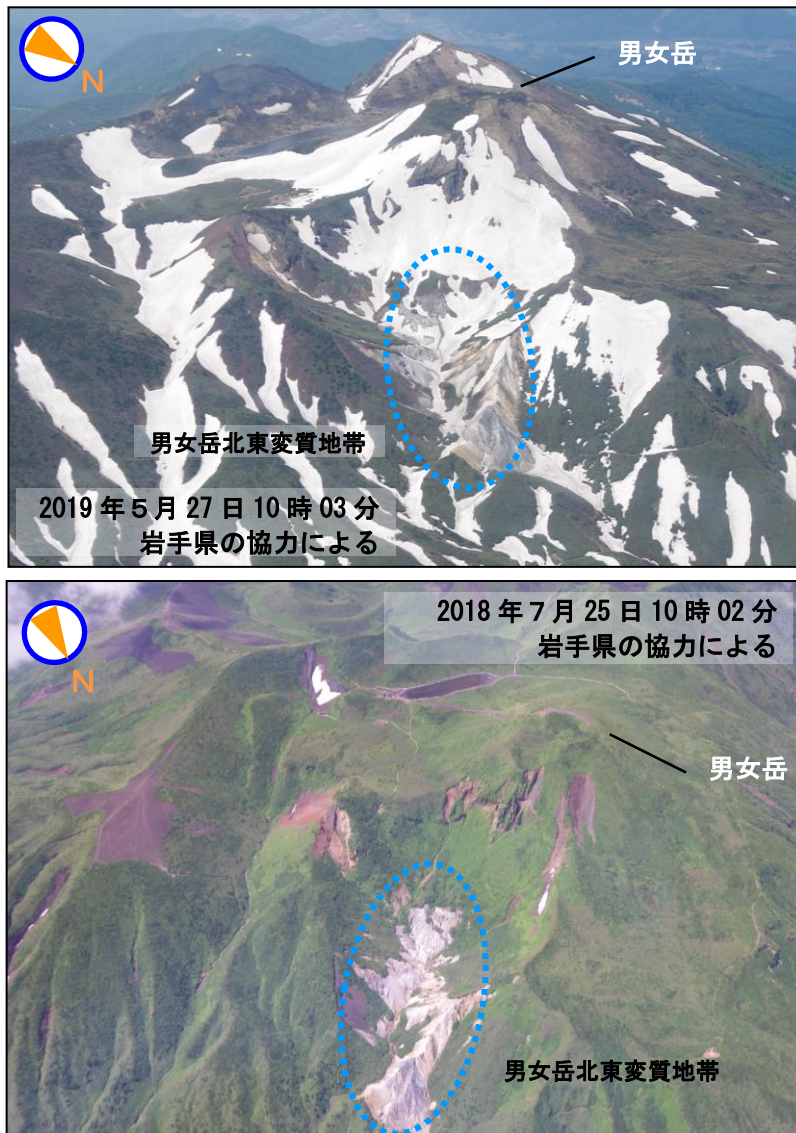 N
男女岳
男女岳北東変質地帯
2019年５月27日10時03分
岩手県の協力による
2018年７月25日10時02分
岩手県の協力による
N
男女岳
男女岳北東変質地帯